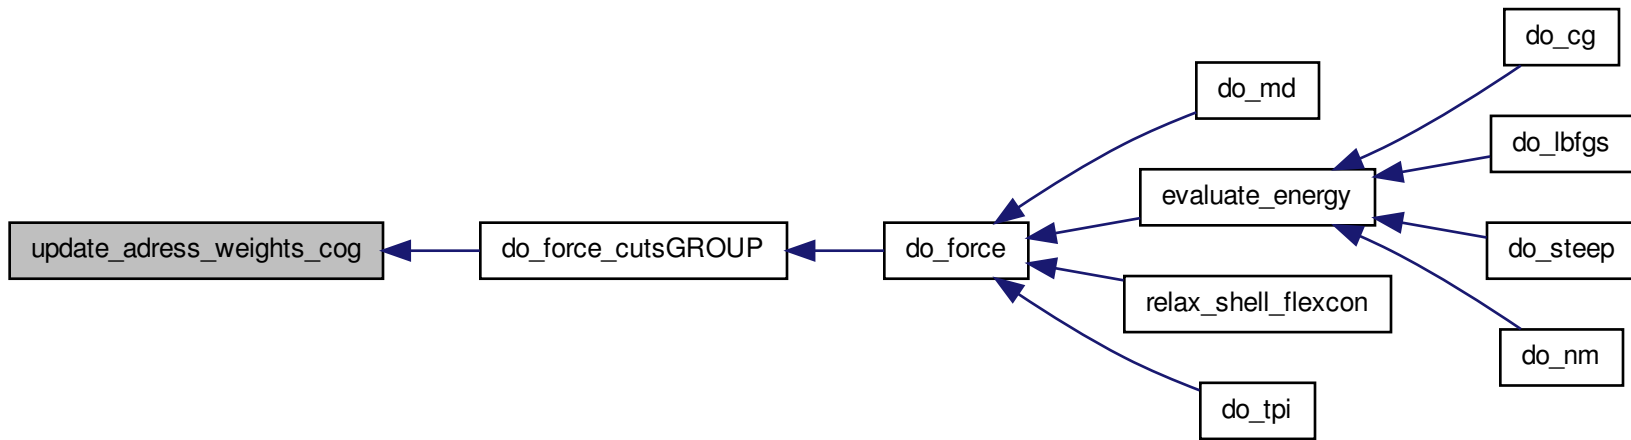 do_cg
do_md
do_lbfgs
evaluate_energy
update_adress_weights_cog
do_force_cutsGROUP
do_force
do_steep
relax_shell_flexcon
do_nm
do_tpi